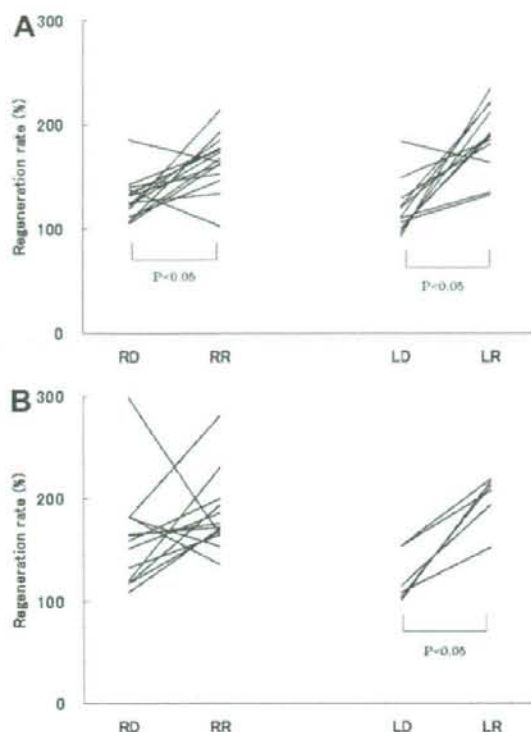 A
300
200
100
0
Regeneration rate (%)
P<0.05
P<0.05
RD RR LD LR
B
300
200
100
0
Regeneration rate (%)
P<0.05
RD RR LD LR